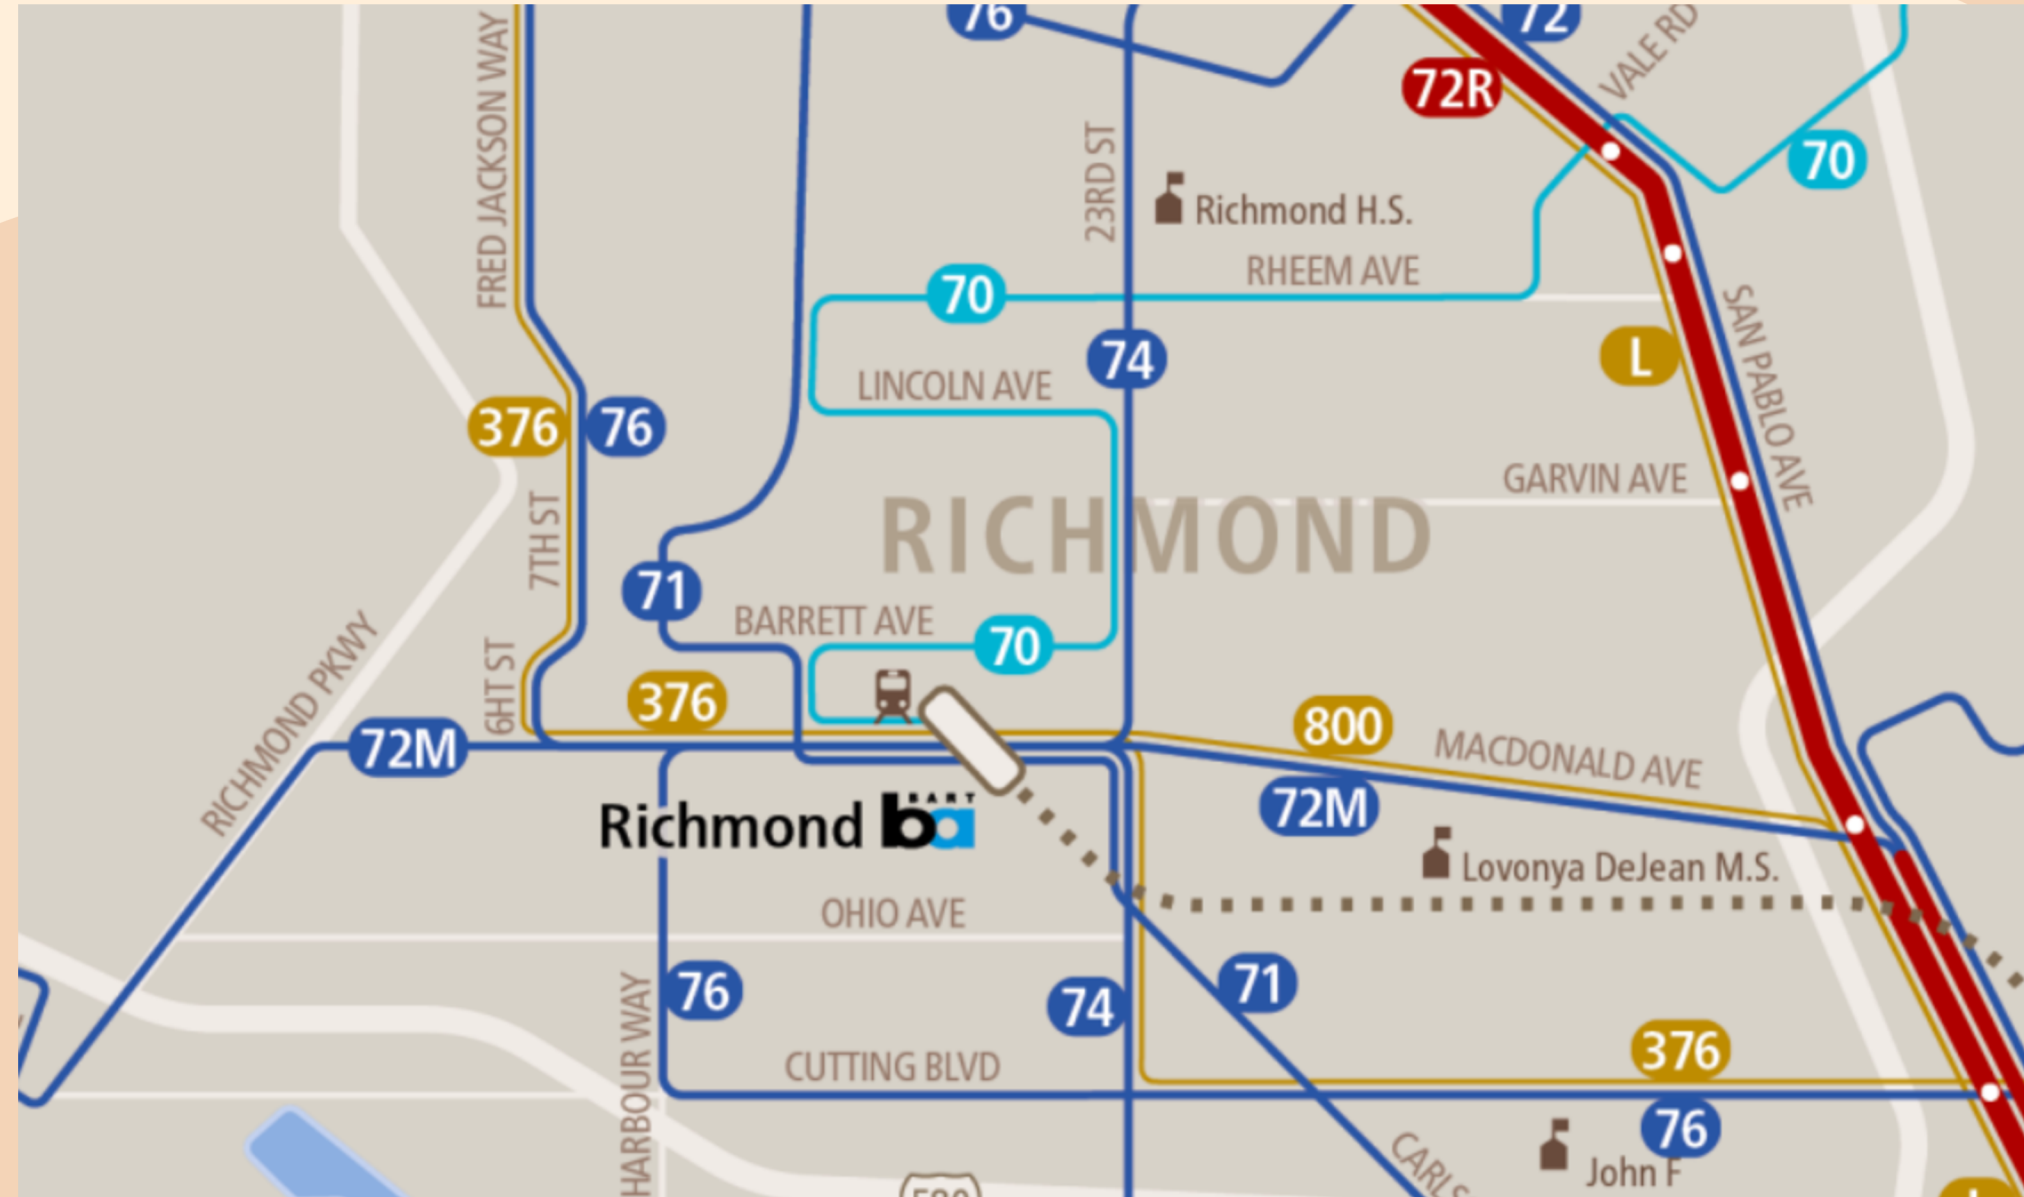 76
72
VALE RD
FRED JACKSON WAY
72R
70
23RD ST
Richmond H.S.
RHEEM AVE
70
SAN PABLO AVE
74
L
LINCOLN AVE
376
76
GARVIN AVE
7TH ST
RICHMOND
71
BARRETT AVE
70
RICHMOND PKWY
6HT ST
376
800
MACDONALD AVE
72M
72M
Richmond
BART
ba
Lovonya DeJean M.S.
OHIO AVE
76
74
71
HARBOUR WAY
376
CUTTING BLVD
76
John F
CARLS
580
L